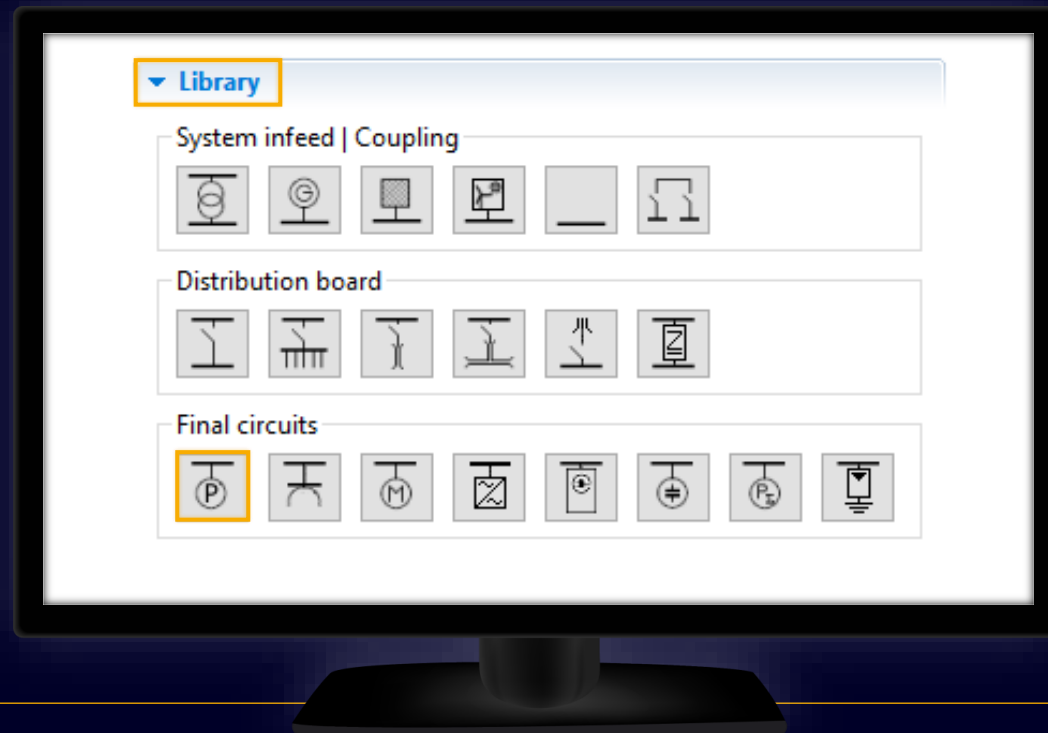 Library
System infeed | Coupling
G
Distribution board
Final circuits
P M P